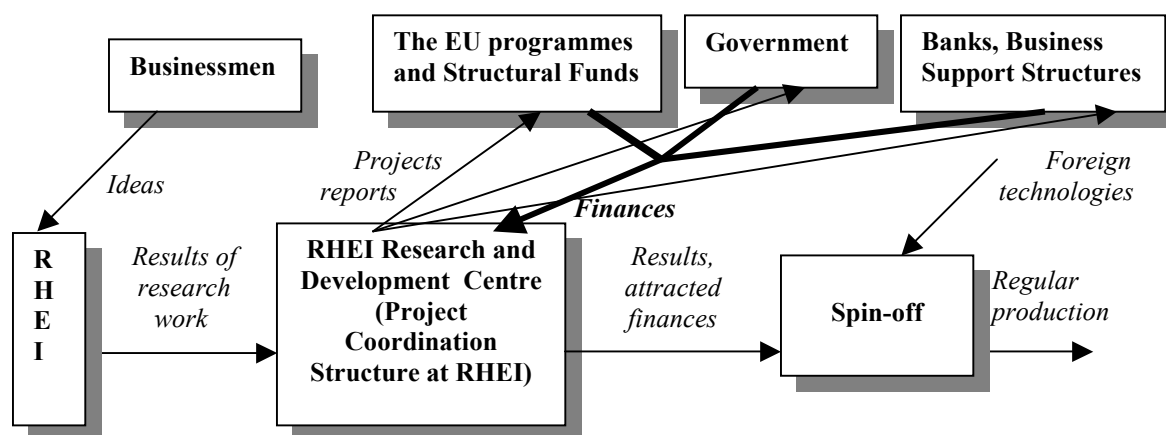 Businessmen
The EU programmes
and Structural Funds
Government
Banks, Business
Support Structures
Ideas
Projects
reports
Finances
Foreign
technologies
R
H
E
I
Results of
research
work
RHEI Research and
Development Centre
(Project
Coordination
Structure at RHEI)
Results,
attracted
finances
Spin-off
Regular
production